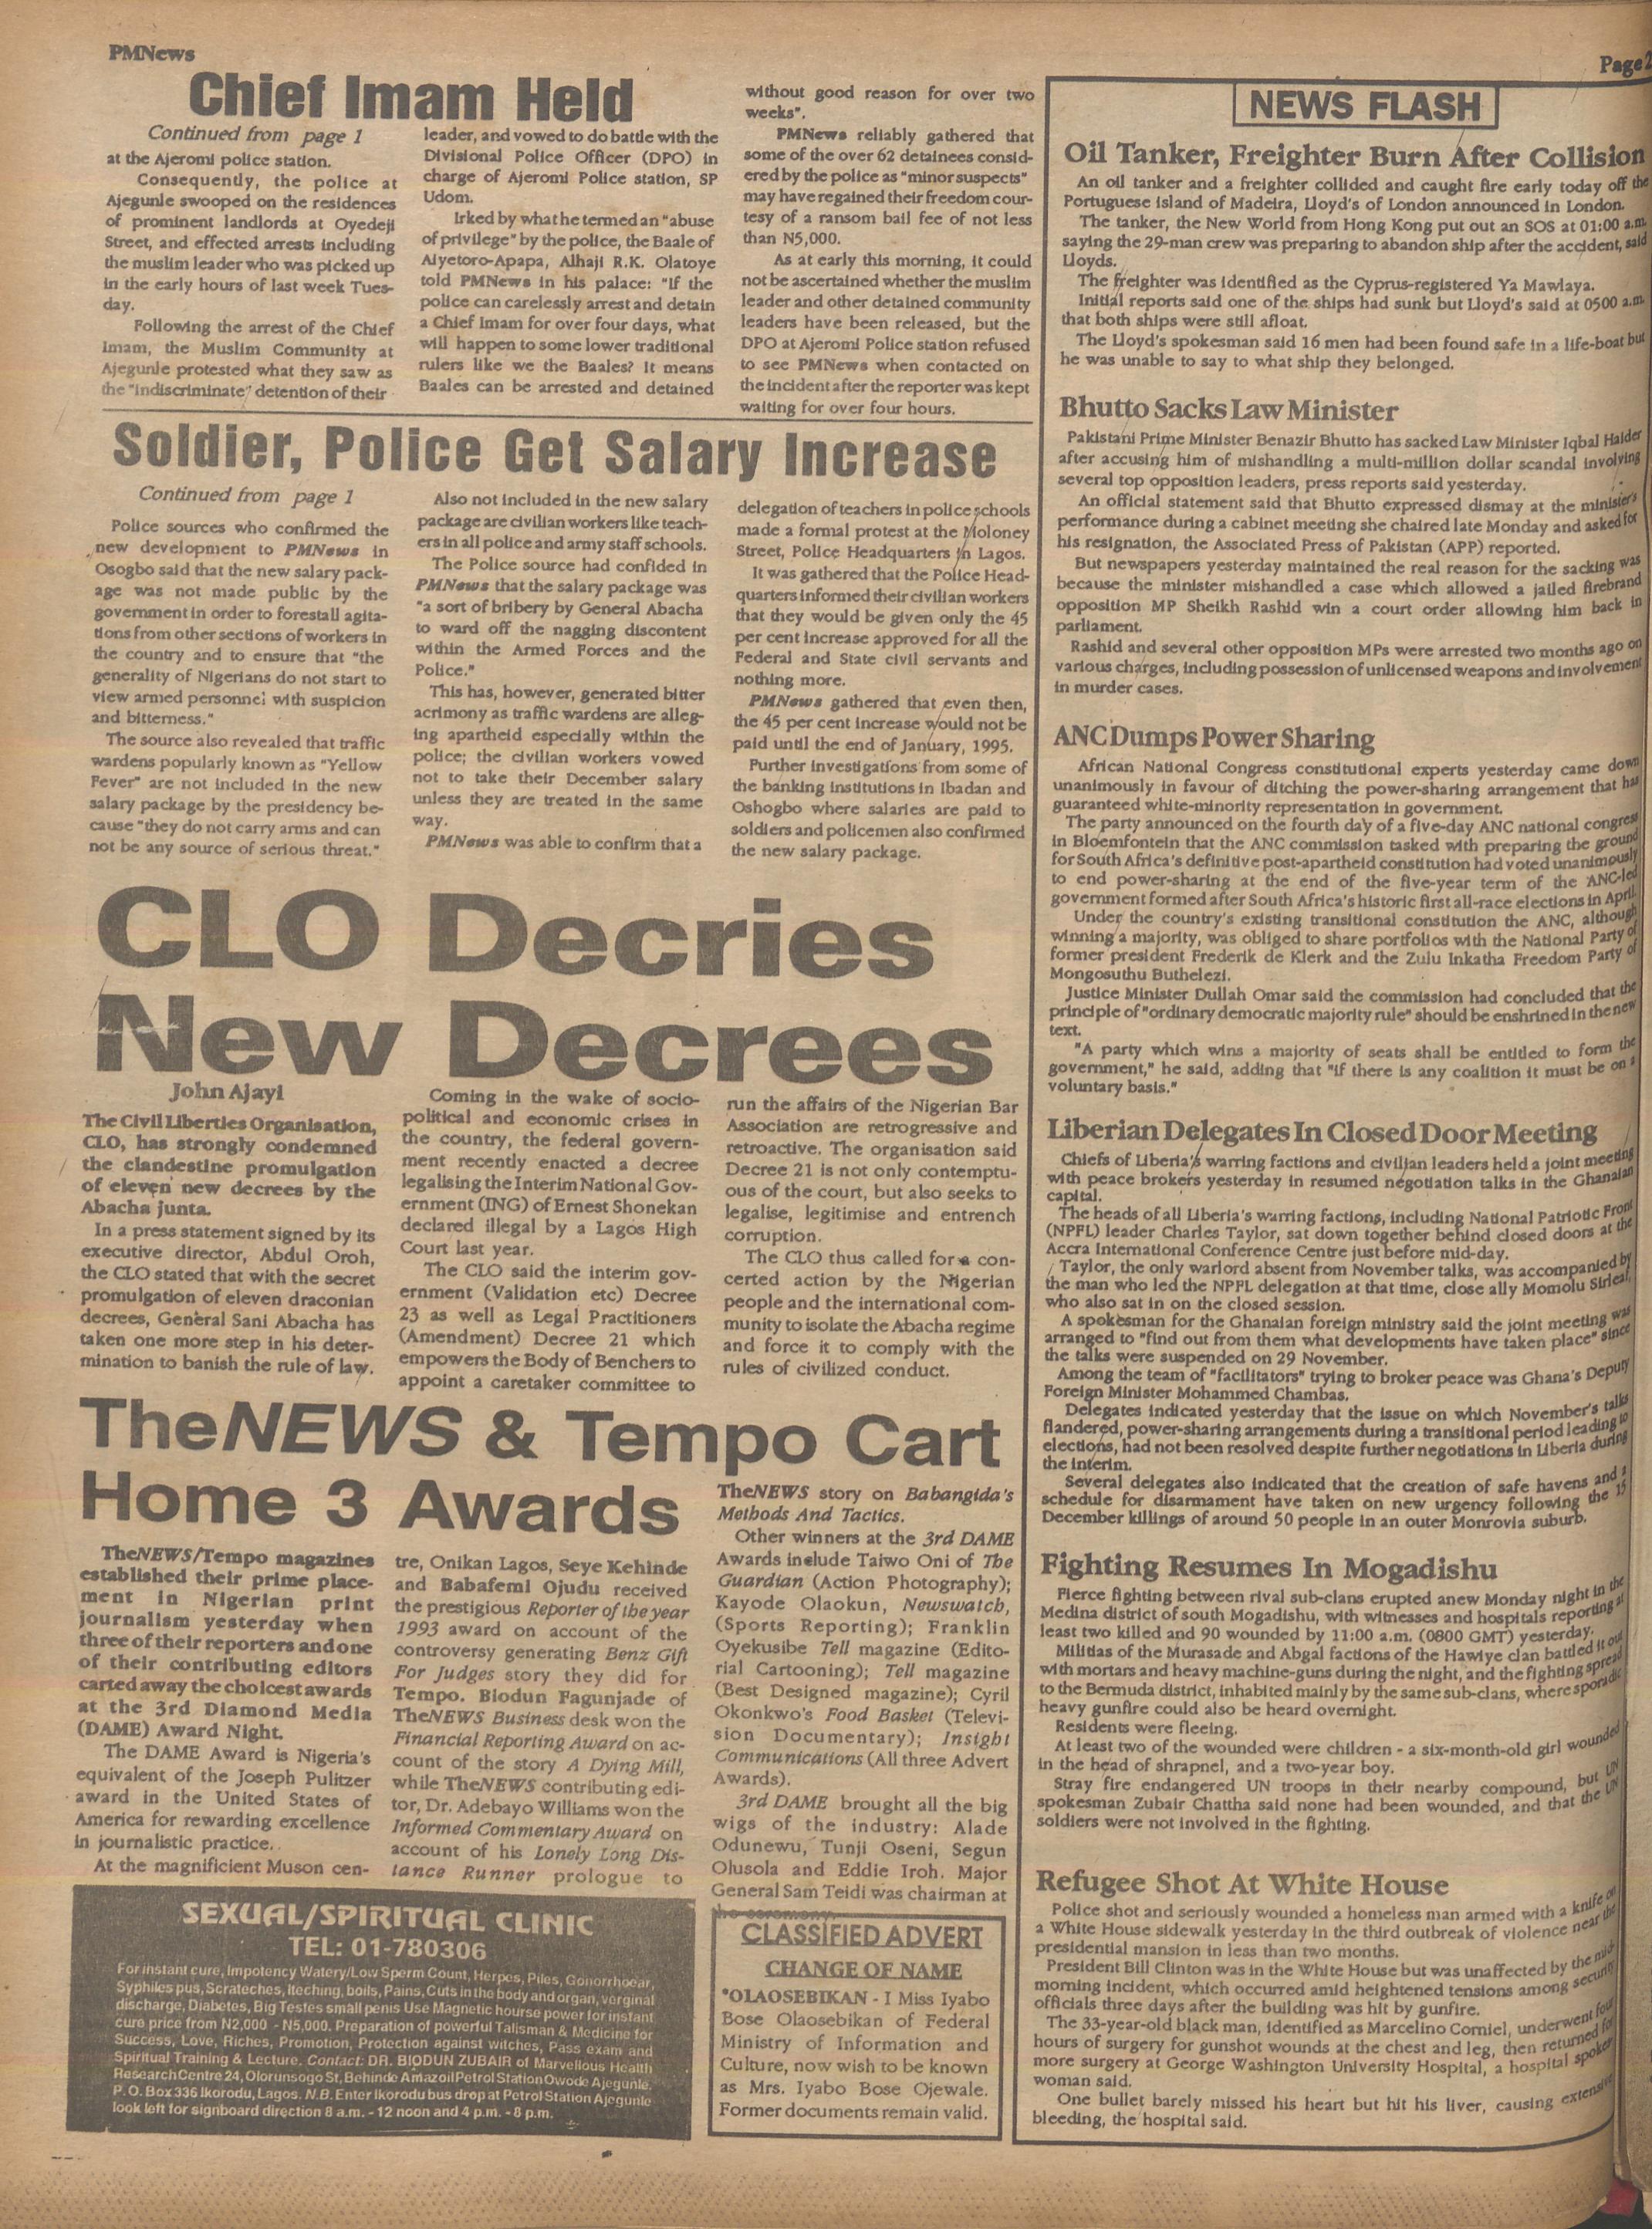 PMNews
Page 2
Chief Imam Held
Continued from page 1
at the Ajeromi police station.
Consequently, the police at
Ajegunle swooped on the residences
of prominent landlords at Oyedeji
Street, and effected arrests including
the muslim leader who was picked up
in the early hours of last week Tues-
day.
Following the arrest of the Chief
Imam, the Muslim Community at
Ajegunle protested what they saw as
the "indiscriminate" detention of their
leader, and vowed to do battle with the
Divisional Police Officer (DPO) in
charge of Ajeromi Police station, SP
Udom.
Irked by what he termed an "abuse
of privilege" by the police, the Baale of
Aiyetoro-Apapa, Alhaji R.K. Olatoye
told PMNews in his palace: "If the
police can carelessly arrest and detain
a Chief Imam for over four days, what
will happen to some lower traditional
rulers like we the Baales? It means
Baales can be arrested and detained
without good reason for over two
weeks".
PMNews reliably gathered that
some of the over 62 detainees consid-
ered by the police as "minor suspects"
may have regained their freedom cour-
tesy of a ransom bail fee of not less
than N5,000.
As at early this morning, it could
not be ascertained whether the muslim
leader and other detained community
leaders have been released, but the
DPO at Ajeromi Police station refused
to see PMNews when contacted on
the incident after the reporter was kept
waiting for over four hours.
Soldier, Police Get Salary Increase
Continued from page 1
Police sources who confirmed the
new development to PMNews in
Osogbo said that the new salary pack-
age was not made public by the
government in order to forestall agita-
tions from other sections of workers in
the country and to ensure that "the
generality of Nigerians do not start to
view armed personnel with suspicion
and bitterness."
The source also revealed that traffic
wardens popularly known as "Yellow
Fever" are not included in the new
salary package by the presidency be-
cause "they do not carry arms and can
not be any source of serious threat."
Also not included in the new salary
package are civilian workers like teach-
ers in all police and army staff schools.
The Police source had confided in
PMNews that the salary package was
"a sort of bribery by General Abacha
to ward off the nagging discontent
within the Armed Forces and the
Police."
This has, however, generated bitter
acrimony as traffic wardens are alleg-
ing apartheid especially within the
police; the civilian workers vowed
not to take their December salary
unless they are treated in the same
way.
PMNews was able to confirm that a
delegation of teachers in police schools
made a formal protest at the Moloney
Street, Police Headquarters in Lagos.
It was gathered that the Police Head-
quarters informed their civilian workers
that they would be given only the 45
per cent increase approved for all the
Federal and State civil servants and
nothing more.
PMNews gathered that even then,
the 45 per cent increase would not be
paid until the end of January, 1995.
Further investigations from some of
the banking institutions in Ibadan and
Oshogbo where salaries are paid to
soldiers and policemen also confirmed
the new salary package.
CLO Decries
New Decrees
John Ajayi
The Civil Liberties Organisation,
CLO, has strongly condemned
the clandestine promulgation
of eleven new decrees by the
Abacha junta.
In a press statement signed by its
executive director, Abdul Oroh,
the CLO stated that with the secret
promulgation of eleven draconian
decrees, General Sani Abacha has
taken one more step in his deter-
mination to banish the rule of law.
Coming in the wake of socio-
political and economic crises in
the country, the federal govern-
ment recently enacted a decree
legalising the Interim National Gov-
ernment (ING) of Ernest Shonekan
declared illegal by a Lagos High
Court last year.
The CLO said the interim gov-
ernment (Validation etc) Decree
23 as well as Legal Practitioners
(Amendment) Decree 21 which
empowers the Body of Benchers to
appoint a caretaker committee to
run the affairs of the Nigerian Bar
Association are retrogressive and
retroactive. The organisation said
Decree 21 is not only contemptu-
ous of the court, but also seeks to
legalise, legitimise and entrench
corruption.
The CLO thus called for a con-
certed action by the Nigerian
people and the international com-
munity to isolate the Abacha regime
and force it to comply with the
rules of civilized conduct.
TheNEWS & Tempo Cart
Home 3 Awards
TheNEWS/Tempo magazines
established their prime place-
ment in Nigerian print
journalism yesterday when
three of their reporters and one
of their contributing editors
carted away the choicest awards
at the 3rd Diamond Media
(DAME) Award Night.
The DAME Award is Nigeria's
equivalent of the Joseph Pulitzer
award in the United States of
America for rewarding excellence
in journalistic practice.
At the magnificient Muson cen-
tre, Onikan Lagos, Seye Kehinde
and Babafemi Ojudu received
the prestigious Reporter of the year
1993 award on account of the
controversy generating Benz Gift
For Judges story they did for
Tempo. Biodun Fagunjade of
TheNEWS Business desk won the
Financial Reporting Award on ac-
count of the story A Dying Mill,
while TheNEWS contributing edi-
tor, Dr. Adebayo Williams won the
Informed Commentary Award on
account of his Lonely Long Dis-
tance Runner prologue to
TheNEWS story on Babangida's
Methods And Tactics.
Other winners at the 3rd DAME
Awards include Taiwo Oni of The
Guardian (Action Photography);
Kayode Olaokun, Newswatch,
(Sports Reporting); Franklin
Oyekusibe Tell magazine (Edito-
rial Cartooning); Tell magazine
(Best Designed magazine); Cyril
Okonkwo's Food Basket (Televi-
sion Documentary); Insight
Communications (All three Advert
Awards).
3rd DAME brought all the big
wigs of the industry: Alade
Odunewu, Tunji Oseni, Segun
Olusola and Eddie Iroh. Major
General Sam Teidi was chairman at
the ceremony.
SEXUAL/SPIRITUAL CLINIC
TEL: 01-780306
For instant cure, Impotency Watery/Low Sperm Count, Herpes, Piles, Gonorrhoear,
Syphiles pus, Scrateches, Iteching, boils, Pains, Cuts in the body and organ, verginal
discharge, Diabetes, Big Testes small penis Use Magnetic hourse power for instant
cure price from N2,000 - N5,000. Preparation of powerful Talisman & Medicine for
Success, Love, Riches, Promotion, Protection against witches, Pass exam and
Spiritual Training & Lecture. Contact: DR. BIODUN ZUBAIR of Marvellous Health
Research Centre 24, Olorunsogo St, Behinde Amazoil Petrol Station Owode Ajegunle.
P.O. Box 336 Ikorodu, Lagos. N.B. Enter Ikorodu bus drop at Petrol Station Ajegunle
look left for signboard direction 8 a.m. - 12 noon and 4 p.m. - 8 p.m.
CLASSIFIED ADVERT
CHANGE OF NAME
*OLAOSEBIKAN - I Miss Iyabo
Bose Olaosebikan of Federal
Ministry of Information and
Culture, now wish to be known
as Mrs. Iyabo Bose Ojewale.
Former documents remain valid.
NEWS FLASH
Oil Tanker, Freighter Burn After Collision
An oil tanker and a freighter collided and caught fire early today off the
Portuguese island of Madeira, Lloyd's of London announced in London.
The tanker, the New World from Hong Kong put out an SOS at 01:00 a.m.
saying the 29-man crew was preparing to abandon ship after the accident, said
Lloyds.
The freighter was identified as the Cyprus-registered Ya Mawlaya.
Initial reports said one of the ships had sunk but Lloyd's said at 0500 a.m.
that both ships were still afloat.
The Lloyd's spokesman said 16 men had been found safe in a life-boat but
he was unable to say to what ship they belonged.
Bhutto Sacks Law Minister
Pakistani Prime Minister Benazir Bhutto has sacked Law Minister Iqbal Haider
after accusing him of mishandling a multi-million dollar scandal involving
several top opposition leaders, press reports said yesterday.
An official statement said that Bhutto expressed dismay at the minister's
performance during a cabinet meeting she chaired late Monday and asked for
his resignation, the Associated Press of Pakistan (APP) reported.
But newspapers yesterday maintained the real reason for the sacking was
because the minister mishandled a case which allowed a jailed firebrand
opposition MP Sheikh Rashid win a court order allowing him back in
parliament.
Rashid and several other opposition MPs were arrested two months ago on
various charges, including possession of unlicensed weapons and involvement
in murder cases.
ANC Dumps Power Sharing
African National Congress constitutional experts yesterday came down
unanimously in favour of ditching the power-sharing arrangement that has
guaranteed white-minority representation in government.
The party announced on the fourth day of a five-day ANC national congress
in Bloemfontein that the ANC commission tasked with preparing the ground
for South Africa's definitive post-apartheid constitution had voted unanimously
to end power-sharing at the end of the five-year term of the ANC-led
government formed after South Africa's historic first all-race elections in April.
Under the country's existing transitional constitution the ANC, although
winning a majority, was obliged to share portfolios with the National Party of
former president Frederik de Klerk and the Zulu Inkatha Freedom Party of
Mongosuthu Buthelezi.
Justice Minister Dullah Omar said the commission had concluded that the
principle of "ordinary democratic majority rule" should be enshrined in the new
text.
"A party which wins a majority of seats shall be entitled to form the
government," he said, adding that "if there is any coalition it must be on a
voluntary basis."
Liberian Delegates In Closed Door Meeting
Chiefs of Liberia's warring factions and civilian leaders held a joint meeting
with peace brokers yesterday in resumed negotiation talks in the Ghanaian
capital.
The heads of all Liberia's warring factions, including National Patriotic Front
(NPFL) leader Charles Taylor, sat down together behind closed doors at the
Accra International Conference Centre just before mid-day.
Taylor, the only warlord absent from November talks, was accompanied by
the man who led the NPFL delegation at that time, close ally Momolu Sirleaf,
who also sat in on the closed session.
A spokesman for the Ghanaian foreign ministry said the joint meeting was
arranged to "find out from them what developments have taken place" since
the talks were suspended on 29 November.
Among the team of "facilitators" trying to broker peace was Ghana's Deputy
Foreign Minister Mohammed Chambas.
Delegates indicated yesterday that the issue on which November's talks
flandered, power-sharing arrangements during a transitional period leading to
elections, had not been resolved despite further negotiations in Liberia during
the interim.
Several delegates also indicated that the creation of safe havens and a
schedule for disarmament have taken on new urgency following the 15
December killings of around 50 people in an outer Monrovia suburb.
Fighting Resumes In Mogadishu
Fierce fighting between rival sub-clans erupted anew Monday night in the
Medina district of south Mogadishu, with witnesses and hospitals reporting at
least two killed and 90 wounded by 11:00 a.m. (0800 GMT) yesterday.
Militias of the Murasade and Abgal factions of the Hawiye clan battled it out
with mortars and heavy machine-guns during the night, and the fighting spread
to the Bermuda district, inhabited mainly by the same sub-clans, where sporadic
heavy gunfire could also be heard overnight.
Residents were fleeing.
At least two of the wounded were children - a six-month-old girl wounded
in the head of shrapnel, and a two-year boy.
Stray fire endangered UN troops in their nearby compound, but UN
spokesman Zubair Chattha said none had been wounded, and that the UN
soldiers were not involved in the fighting.
Refugee Shot At White House
Police shot and seriously wounded a homeless man armed with a knife on
a White House sidewalk yesterday in the third outbreak of violence near the
presidential mansion in less than two months.
President Bill Clinton was in the White House but was unaffected by the mid-
morning incident, which occurred amid heightened tensions among security
officials three days after the building was hit by gunfire.
The 33-year-old black man, identified as Marcelino Corniel, underwent four
hours of surgery for gunshot wounds at the chest and leg, then returned for
more surgery at George Washington University Hospital, a hospital spokes
woman said.
One bullet barely missed his heart but hit his liver, causing extensive
bleeding, the hospital said.